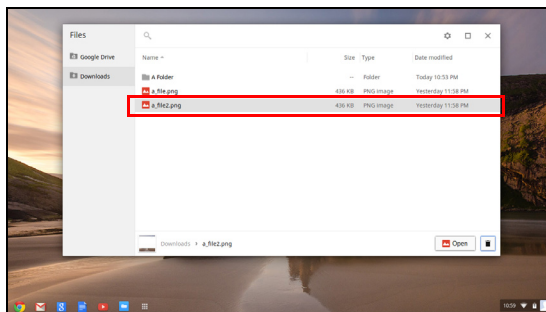 Files
Google Drive
Downloads
Name Size Type Date modified
A Folder -- Folder Today 10:53 PM
a_file.png 436 KB PNG image Yesterday 11:58 PM
a_file2.png 436 KB PNG image Yesterday 11:58 PM
Downloads › a_file2.png Open
10:59